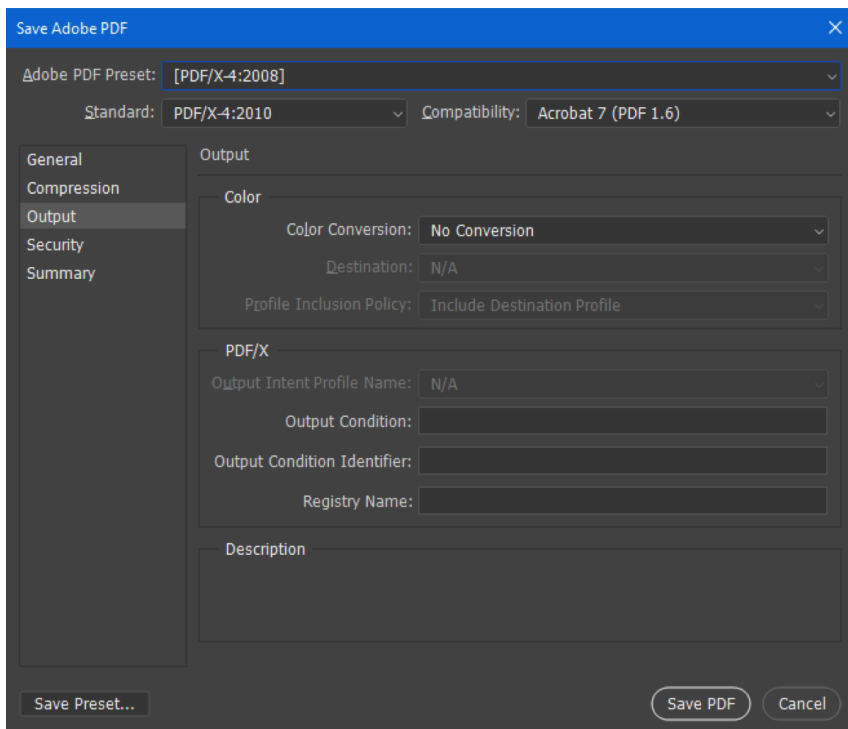 Save Adobe PDF
Adobe PDF Preset: [PDF/X-4:2008]
Standard: PDF/X-4:2010 Compatibility: Acrobat 7 (PDF 1.6)
General
Compression
Output
Security
Summary
Output
Color
Color Conversion: No Conversion
Destination: N/A
Profile Inclusion Policy: Include Destination Profile
PDF/X
Output Intent Profile Name: N/A
Output Condition:
Output Condition Identifier:
Registry Name:
Description
Save Preset... Save PDF Cancel